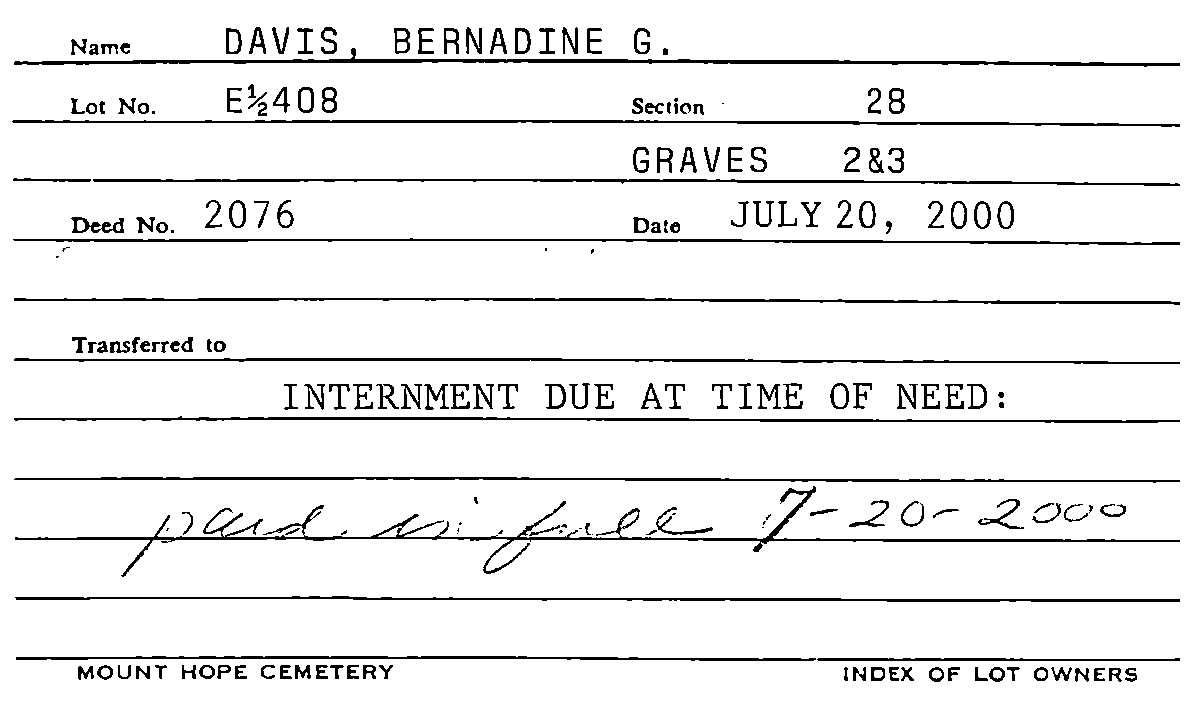 Name DAVIS, BERNADINE G.
Lot No. E½408 Section 28
GRAVES 2&3
Deed No. 2076 Date JULY 20, 2000
Transferred to
INTERNMENT DUE AT TIME OF NEED:
paid in full 7-20-2000
MOUNT HOPE CEMETERY INDEX OF LOT OWNERS